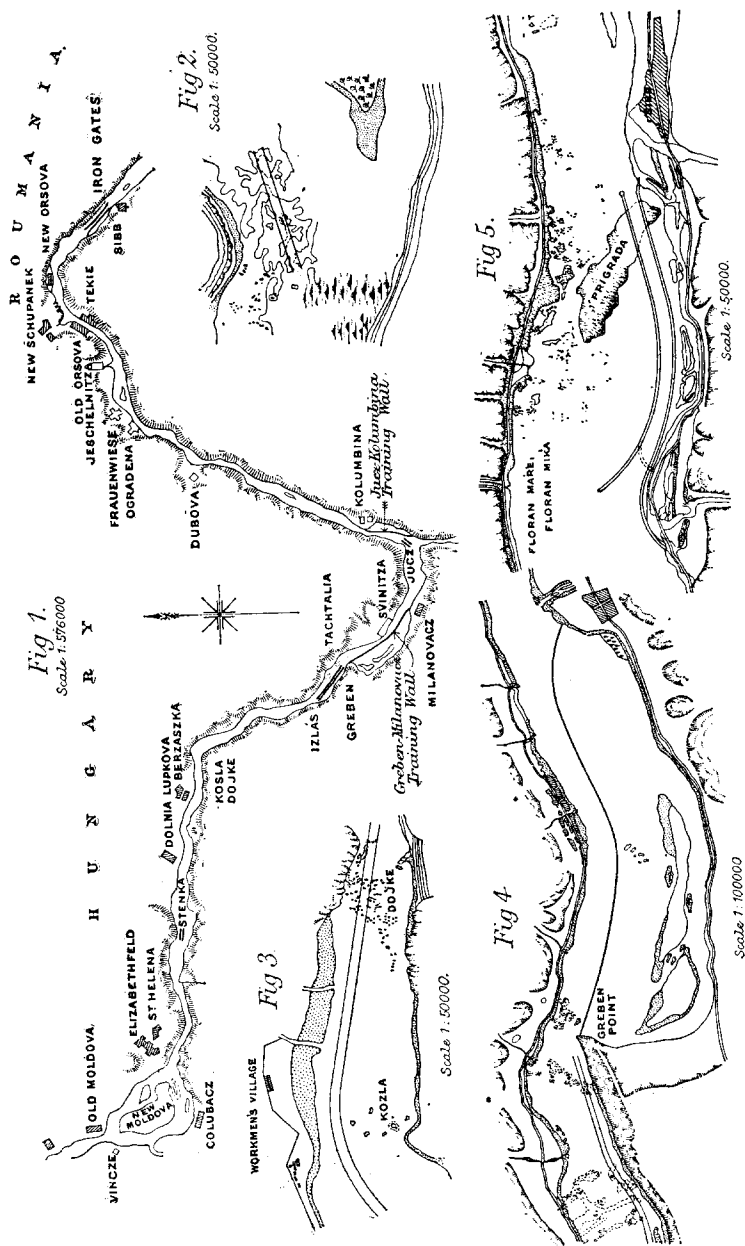 Fig 1.
Scale 1:576000
HUNGARY
ROUMANIA.
VINCZE
OLD MOLDOVA.
NEW
MOLDOVA
COLUBACZ
ELIZABETHFELD
ST HELENA
STENKA
DOLNIA LUPKOVA
BERZASZKA
KOSLA
DOJKE
IZLÁS
GREBEN
TACHTALIA
SVINITZA
Greben-Milanovacz
Training Wall
MILANOVACZ
JUCZ
KOLUMBINA
Jucz-Kolumbina
Training Wall
DUBOVA
OGRADENA
FRAUENWIESE
JESCHELNITZA
OLD ORSOVA
NEW SCHUPANEK
NEW ORSOVA
TEKIE
SIBB
IRON GATES
Fig 2.
Scale 1:50000.
Fig 3
WORKMEN'S VILLAGE
KOZLA
DOJKE
Scale 1:50000.
Fig 4
GREBEN
POINT
Scale 1:100000
Fig 5.
FLORAN MARE
FLORAN MIKA
PRIGRADA
SIBB
Scale 1:50000.